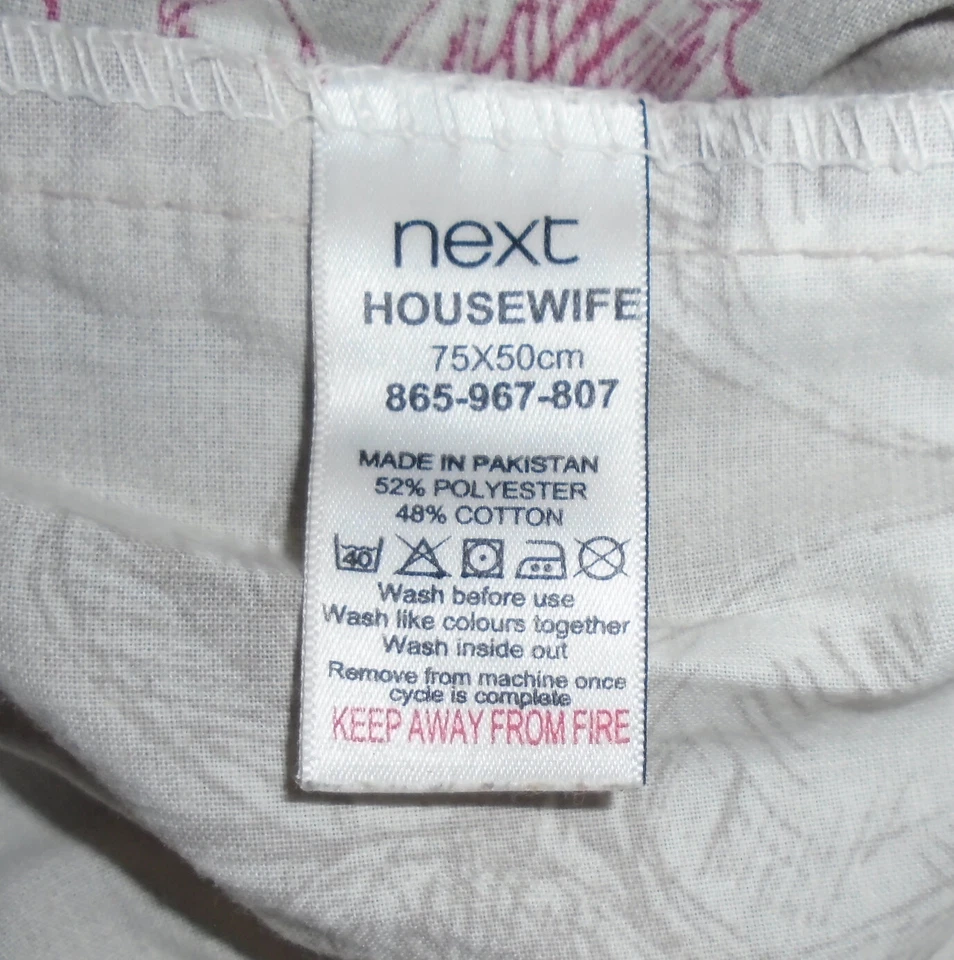 next
HOUSEWIFE
75X50cm
865-967-807
MADE IN PAKISTAN
52% POLYESTER
48% COTTON
40
Wash before use
Wash like colours together
Wash inside out
Remove from machine once
cycle is complete
KEEP AWAY FROM FIRE